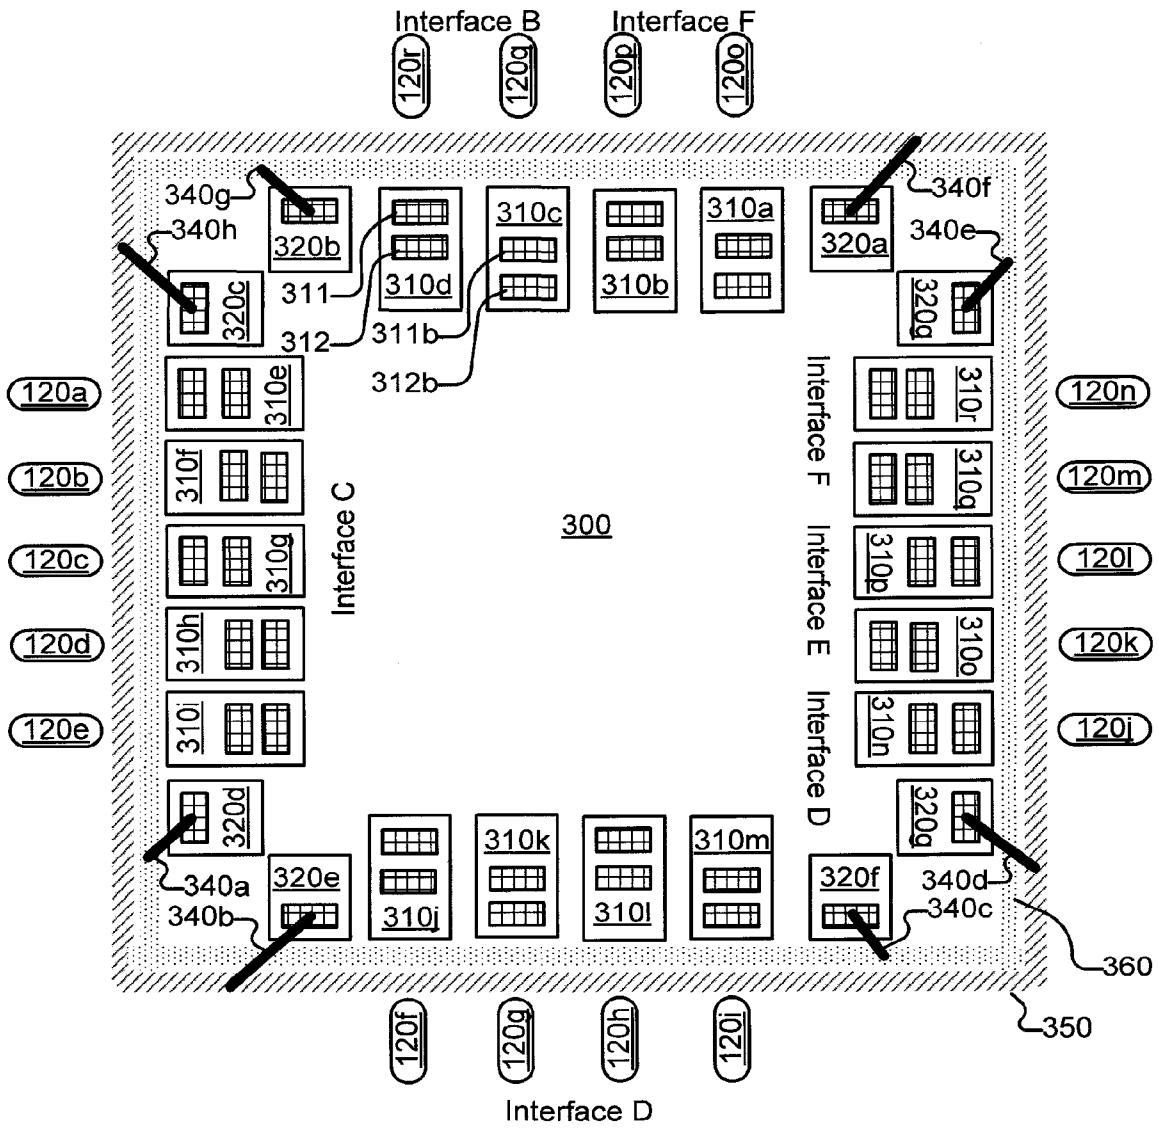 Interface B Interface F
120r 120q 120p 120o
340g 340f
340h 340e
320b 310d 310c 310b 310a 320a
311
312
311b
312b
320c 320g
120a 310e 310r 120n
Interface F
120b 310f 310q 120m
Interface C
300
120c 310g 310p 120l
Interface E
120d 310h 310o 120k
120e 310i 310n 120j
Interface D
320d 320g
340a 340d
340b 340c
320e 310j 310k 310l 310m 320f
360
350
120f 120g 120h 120i
Interface D